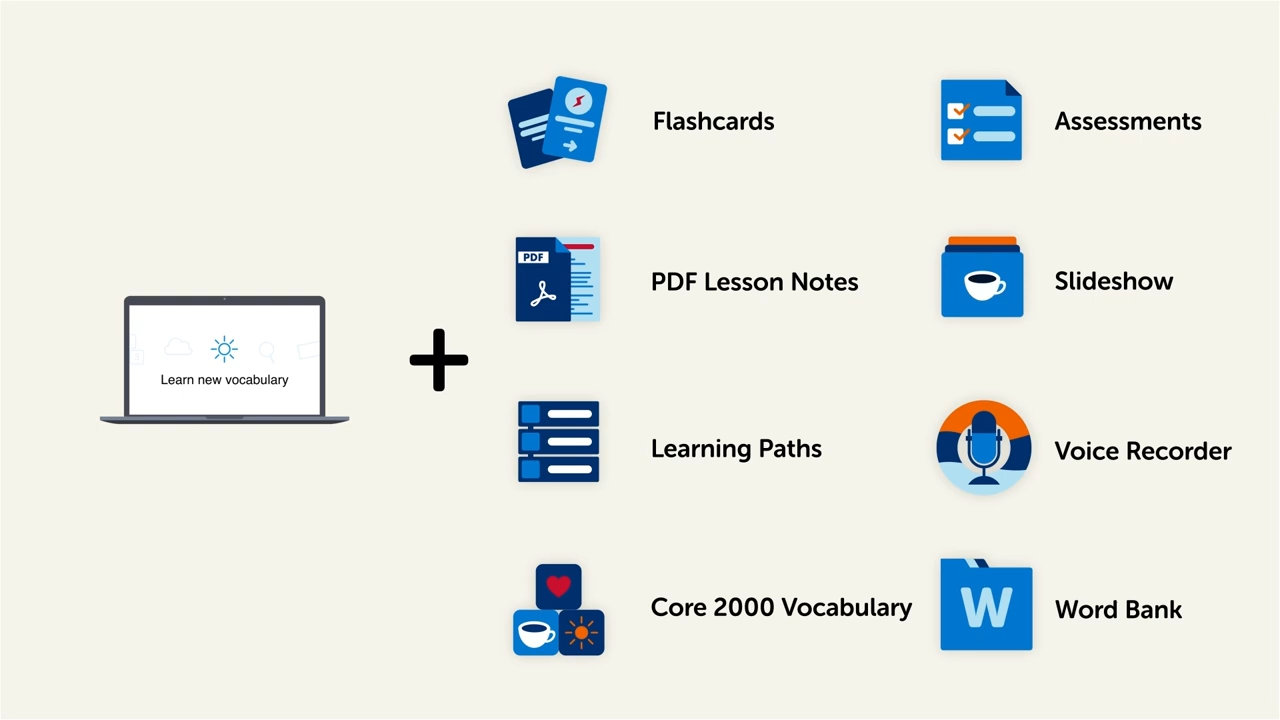 Learn new vocabulary
Flashcards
Assessments
PDF
PDF Lesson Notes
Slideshow
Learning Paths
Voice Recorder
Core 2000 Vocabulary
W
Word Bank